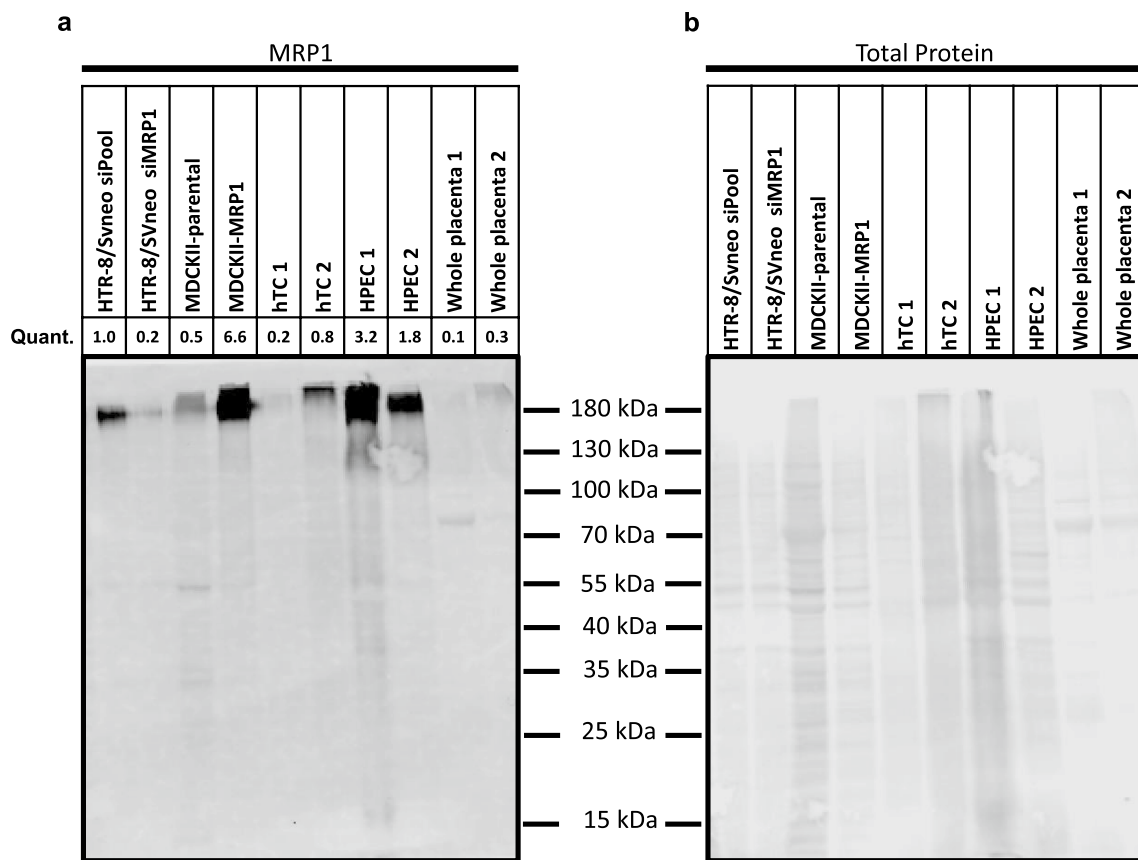 a
MRP1
HTR-8/Svneo siPool
HTR-8/SVneo siMRP1
MDCKII-parental
MDCKII-MRP1
hTC 1
hTC 2
HPEC 1
HPEC 2
Whole placenta 1
Whole placenta 2
Quant. 1.0 0.2 0.5 6.6 0.2 0.8 3.2 1.8 0.1 0.3
180 kDa
130 kDa
100 kDa
70 kDa
55 kDa
40 kDa
35 kDa
25 kDa
15 kDa
b
Total Protein
HTR-8/Svneo siPool
HTR-8/SVneo siMRP1
MDCKII-parental
MDCKII-MRP1
hTC 1
hTC 2
HPEC 1
HPEC 2
Whole placenta 1
Whole placenta 2